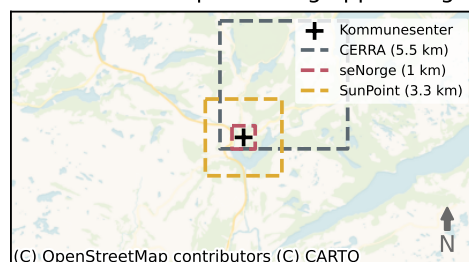 Kommunesenter
CERRA (5.5 km)
seNorge (1 km)
SunPoint (3.3 km)
N
(C) OpenStreetMap contributors (C) CARTO